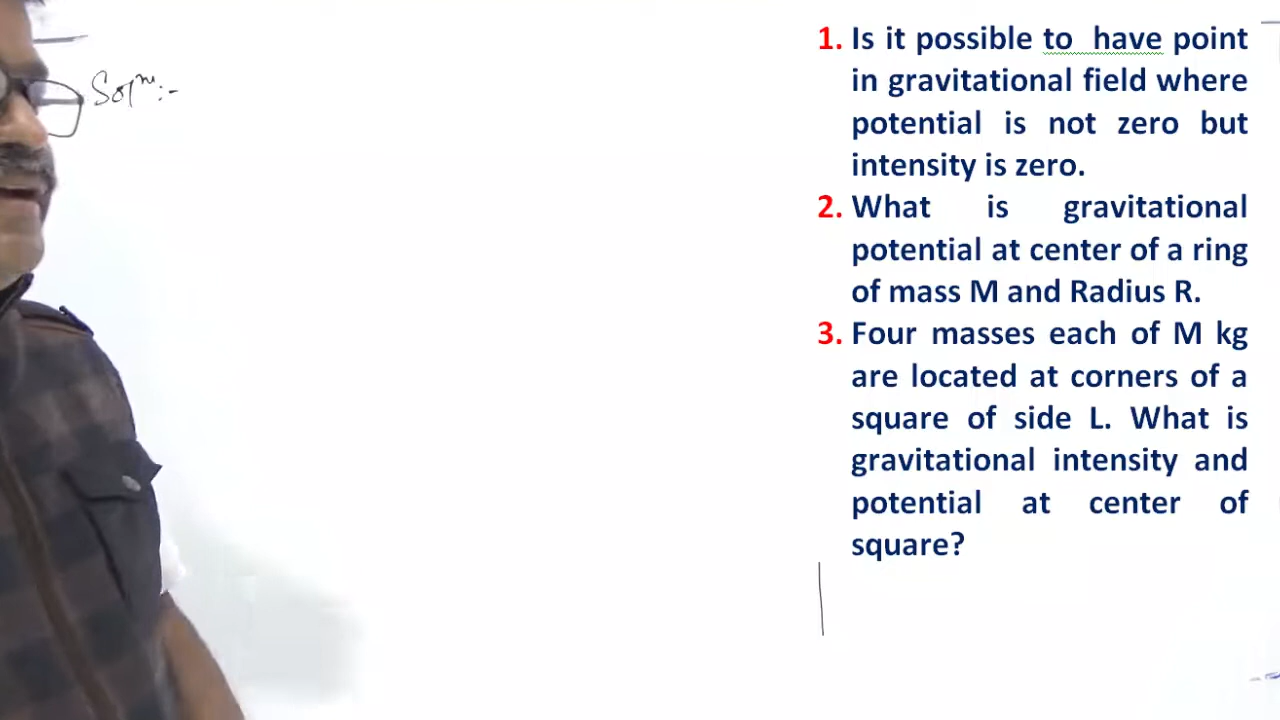 Solⁿ :-
1. Is it possible to have point
in gravitational field where
potential is not zero but
intensity is zero.
2. What is gravitational
potential at center of a ring
of mass M and Radius R.
3. Four masses each of M kg
are located at corners of a
square of side L. What is
gravitational intensity and
potential at center of
square?